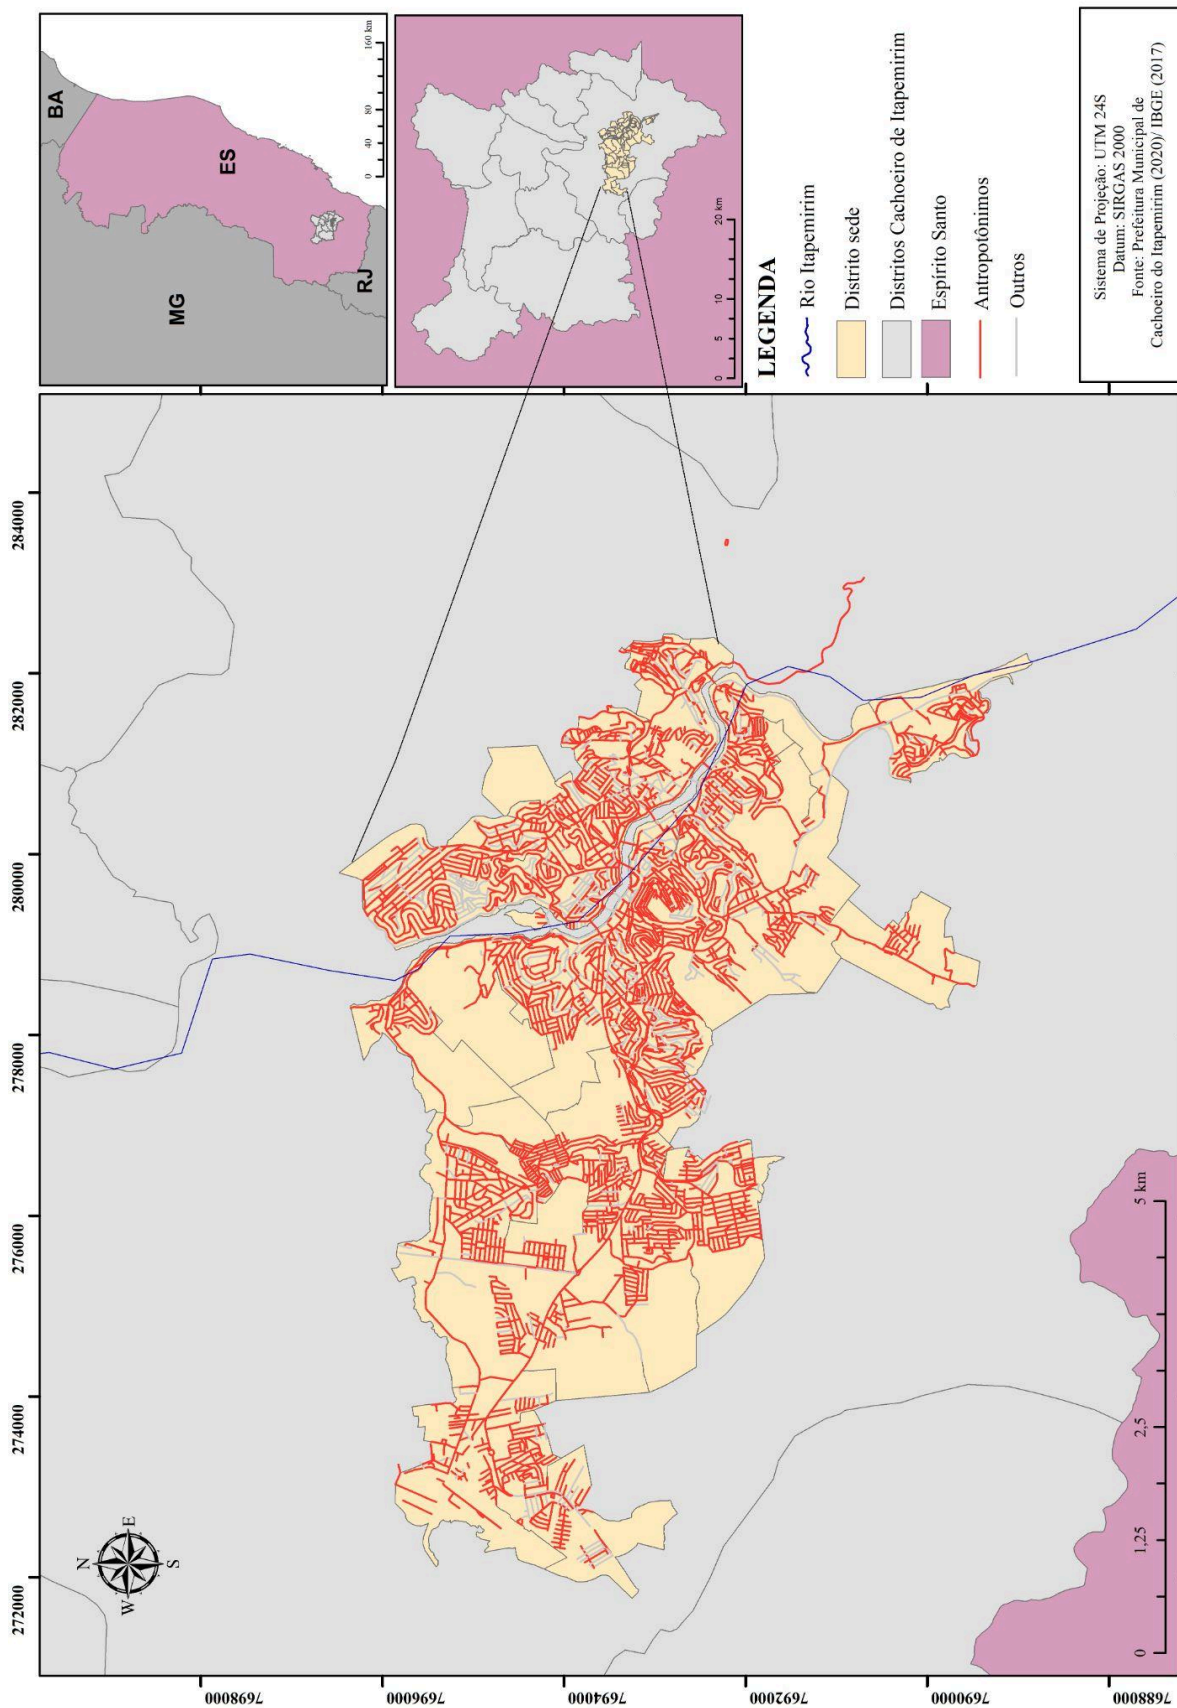 272000
274000
276000
278000
280000
282000
284000
7698000
7696000
7694000
7692000
7690000
7688000
N
W
E
S
0
1,25
2,5
5 km
BA
MG
ES
RJ
0
20
40
80
120
160 km
0
5
10
20 km
LEGENDA
Rio Itapemirim
Distrito sede
Distritos Cachoeiro de Itapemirim
Espírito Santo
Antropotônimos
Outros
Sistema de Projeção: UTM 24S
Datum: SIRGAS 2000
Fonte: Prefeitura Municipal de
Cachoeiro do Itapemirim (2020)/ IBGE (2017)